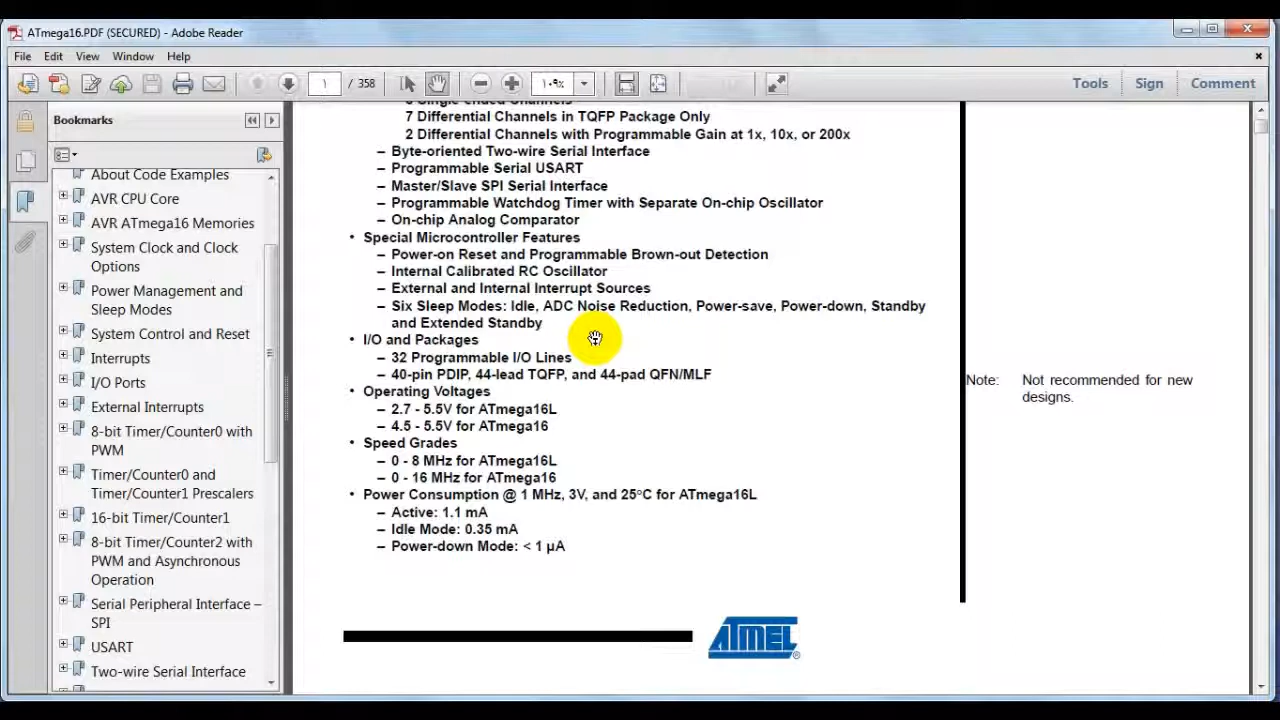 ATmega16.PDF (SECURED) - Adobe Reader
File Edit View Window Help
1 / 358
١٠٩%
Tools Sign Comment
Bookmarks
About Code Examples
AVR CPU Core
AVR ATmega16 Memories
System Clock and Clock
Options
Power Management and
Sleep Modes
System Control and Reset
Interrupts
I/O Ports
External Interrupts
8-bit Timer/Counter0 with
PWM
Timer/Counter0 and
Timer/Counter1 Prescalers
16-bit Timer/Counter1
8-bit Timer/Counter2 with
PWM and Asynchronous
Operation
Serial Peripheral Interface –
SPI
USART
Two-wire Serial Interface
Single-ended Channels
7 Differential Channels in TQFP Package Only
2 Differential Channels with Programmable Gain at 1x, 10x, or 200x
– Byte-oriented Two-wire Serial Interface
– Programmable Serial USART
– Master/Slave SPI Serial Interface
– Programmable Watchdog Timer with Separate On-chip Oscillator
– On-chip Analog Comparator
• Special Microcontroller Features
– Power-on Reset and Programmable Brown-out Detection
– Internal Calibrated RC Oscillator
– External and Internal Interrupt Sources
– Six Sleep Modes: Idle, ADC Noise Reduction, Power-save, Power-down, Standby
and Extended Standby
• I/O and Packages
– 32 Programmable I/O Lines
– 40-pin PDIP, 44-lead TQFP, and 44-pad QFN/MLF
• Operating Voltages
– 2.7 - 5.5V for ATmega16L
– 4.5 - 5.5V for ATmega16
• Speed Grades
– 0 - 8 MHz for ATmega16L
– 0 - 16 MHz for ATmega16
• Power Consumption @ 1 MHz, 3V, and 25°C for ATmega16L
– Active: 1.1 mA
– Idle Mode: 0.35 mA
– Power-down Mode: < 1 µA
Note: Not recommended for new
designs.
ATMEL ®